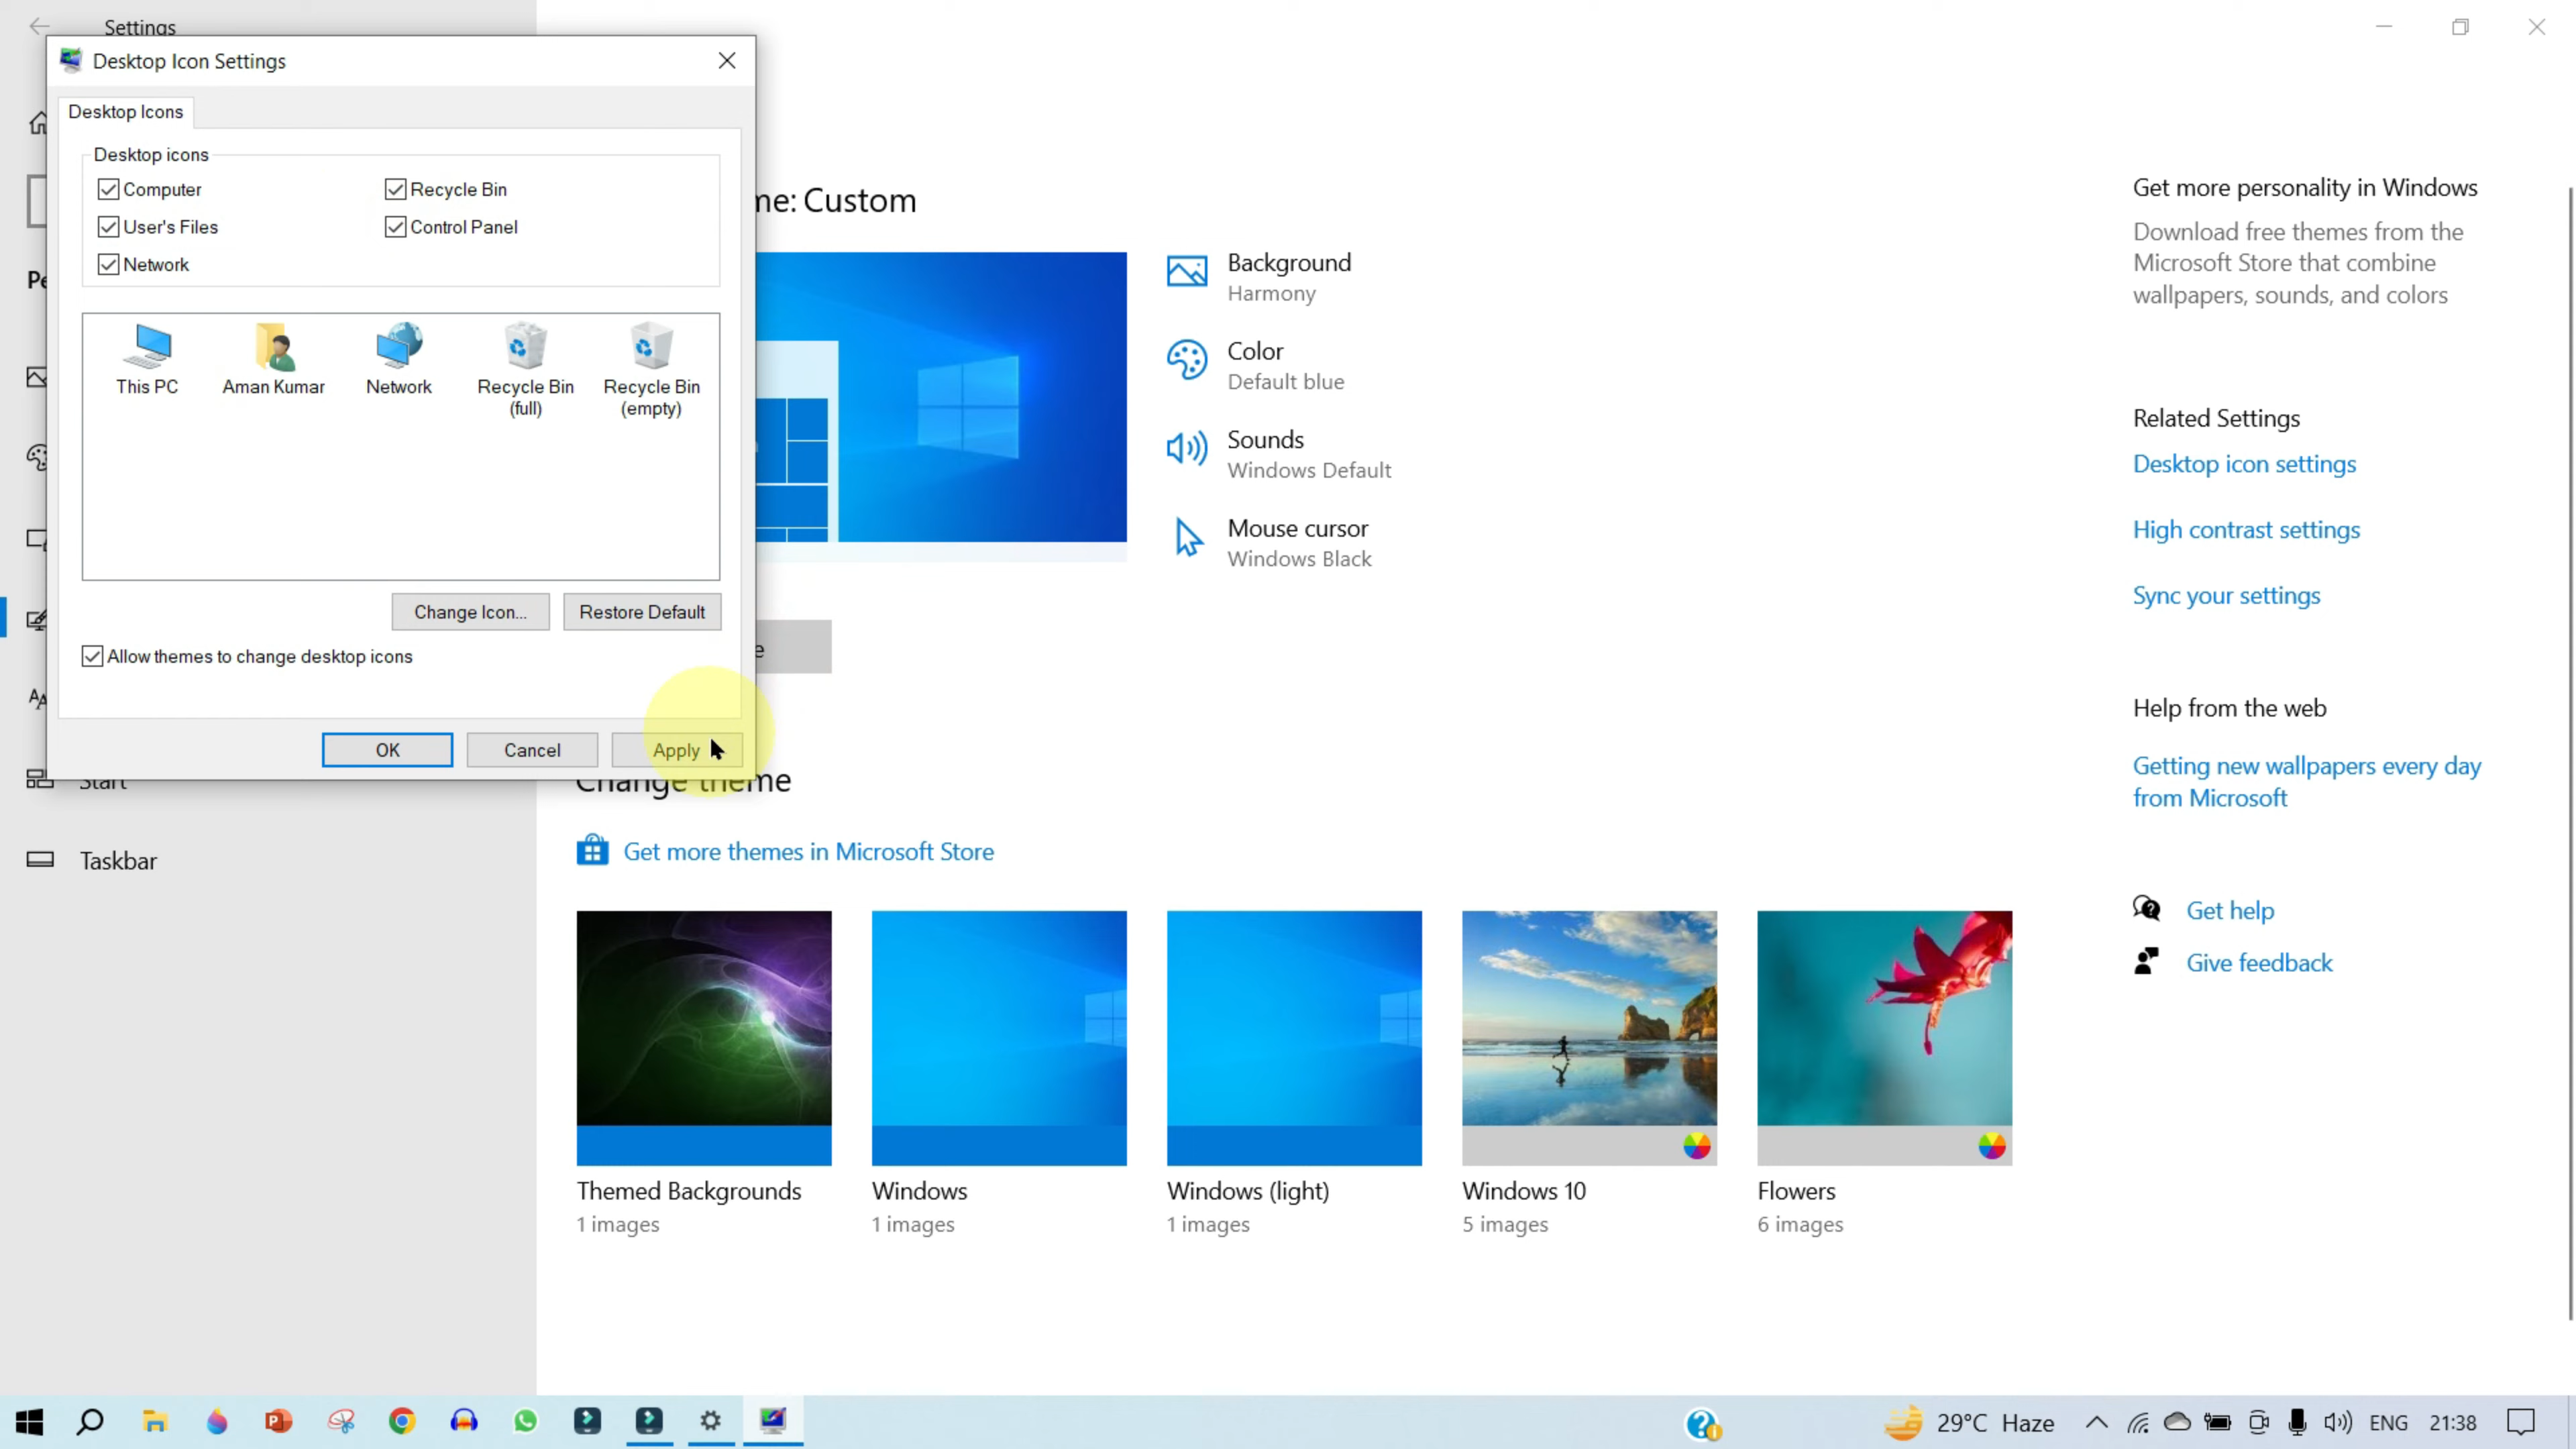 Settings
Desktop Icon Settings
Desktop Icons
Desktop icons
Computer
Recycle Bin
User's Files
Control Panel
Network
This PC
Aman Kumar
Network
Recycle Bin
(full)
Recycle Bin
(empty)
Change Icon...
Restore Default
Allow themes to change desktop icons
OK
Cancel
Apply
Pe
Start
Taskbar
me: Custom
Background
Harmony
Color
Default blue
Sounds
Windows Default
Mouse cursor
Windows Black
e
Change theme
Get more themes in Microsoft Store
Themed Backgrounds
1 images
Windows
1 images
Windows (light)
1 images
Windows 10
5 images
Flowers
6 images
Get more personality in Windows
Download free themes from the
Microsoft Store that combine
wallpapers, sounds, and colors
Related Settings
Desktop icon settings
High contrast settings
Sync your settings
Help from the web
Getting new wallpapers every day
from Microsoft
Get help
Give feedback
29°C Haze
ENG
21:38